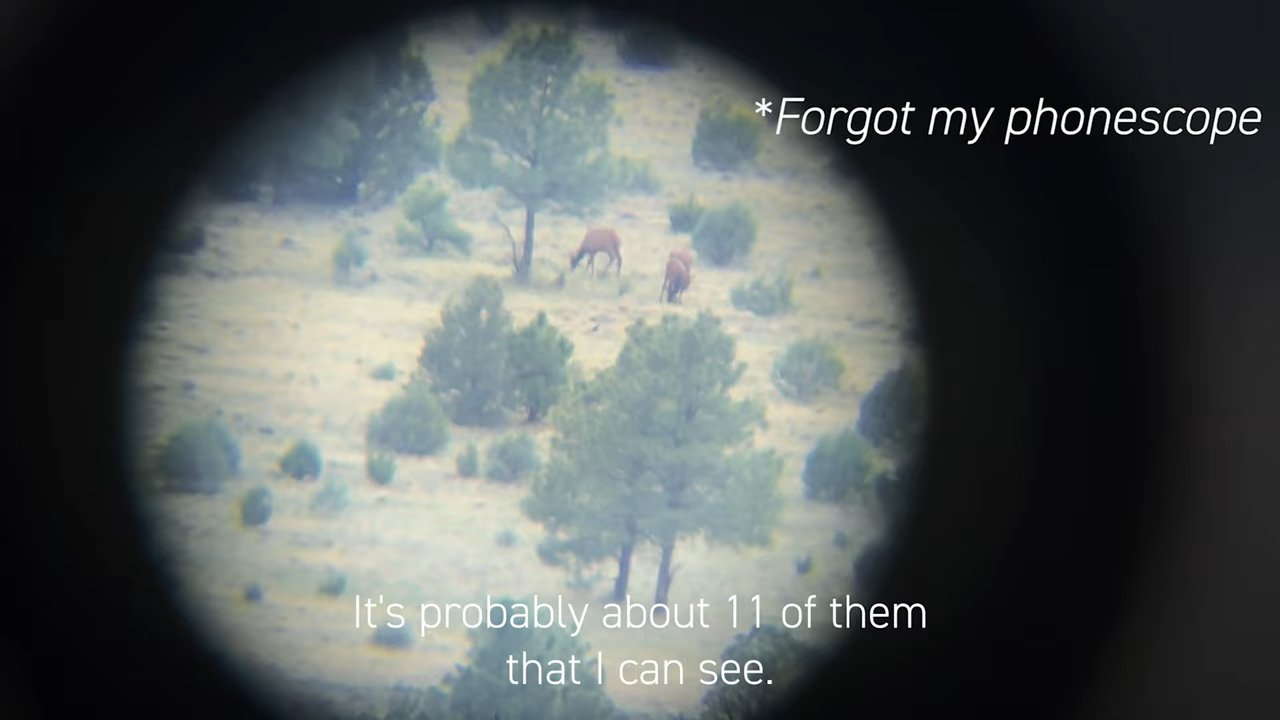 *Forgot my phonescope
It's probably about 11 of them
that I can see.